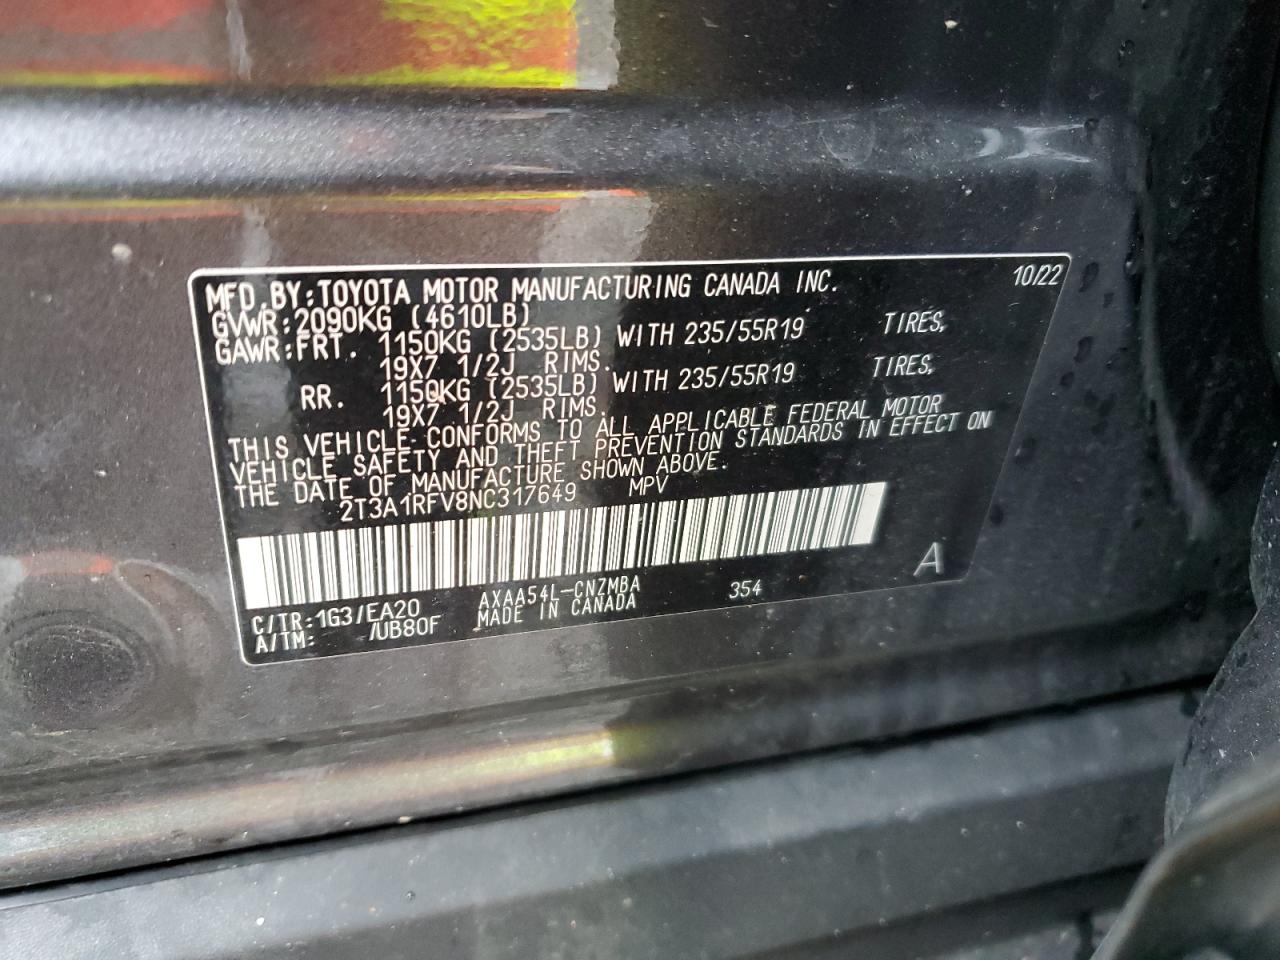 MFD.BY:TOYOTA MOTOR MANUFACTURING CANADA INC. 10/22
GVWR:2090KG (4610LB)
GAWR:FRT. 1150KG (2535LB) WITH 235/55R19 TIRES,
19X7 1/2J RIMS.
RR. 1150KG (2535LB) WITH 235/55R19 TIRES,
19X7 1/2J RIMS.
THIS VEHICLE CONFORMS TO ALL APPLICABLE FEDERAL MOTOR
VEHICLE SAFETY AND THEFT PREVENTION STANDARDS IN EFFECT ON
THE DATE OF MANUFACTURE SHOWN ABOVE.
2T3A1RFV8NC317649 MPV
A
C/TR:1G3/EA20 AXAA54L-CNZMBA 354
A/TM: /UB80F MADE IN CANADA